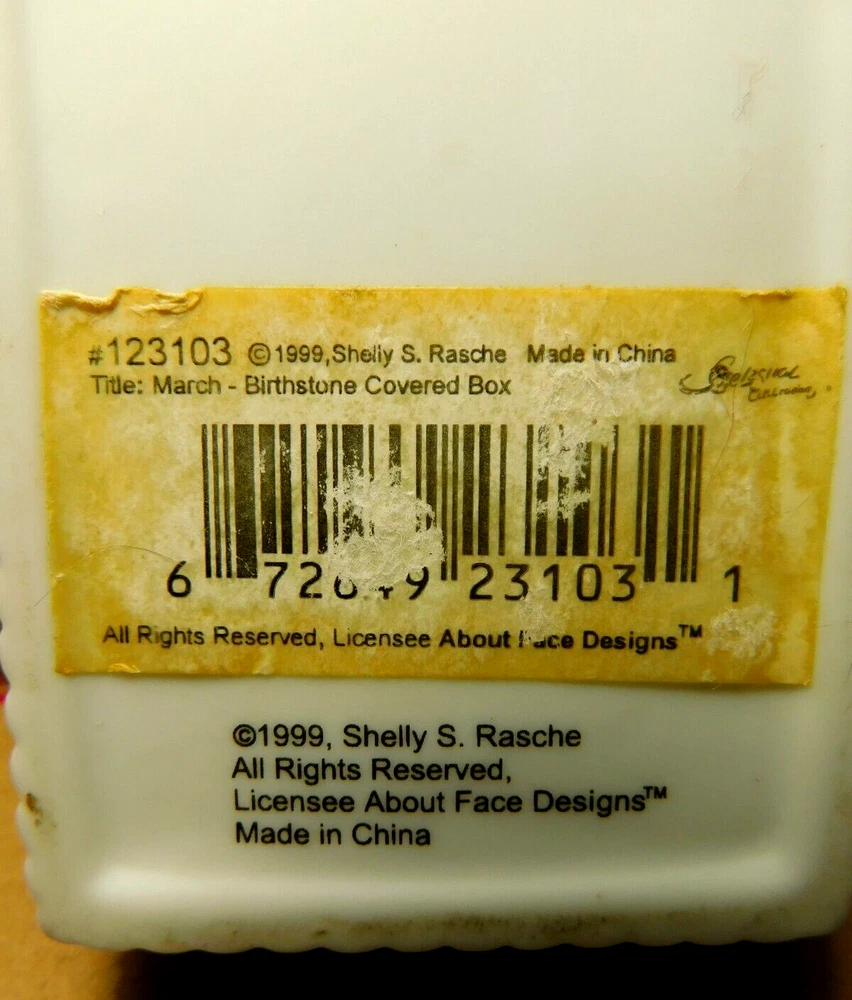 #123103 ©1999,Shelly S. Rasche Made in China
Title: March - Birthstone Covered Box
6 23103 1
All Rights Reserved, Licensee About Face Designs™
©1999, Shelly S. Rasche
All Rights Reserved,
Licensee About Face Designs™
Made in China